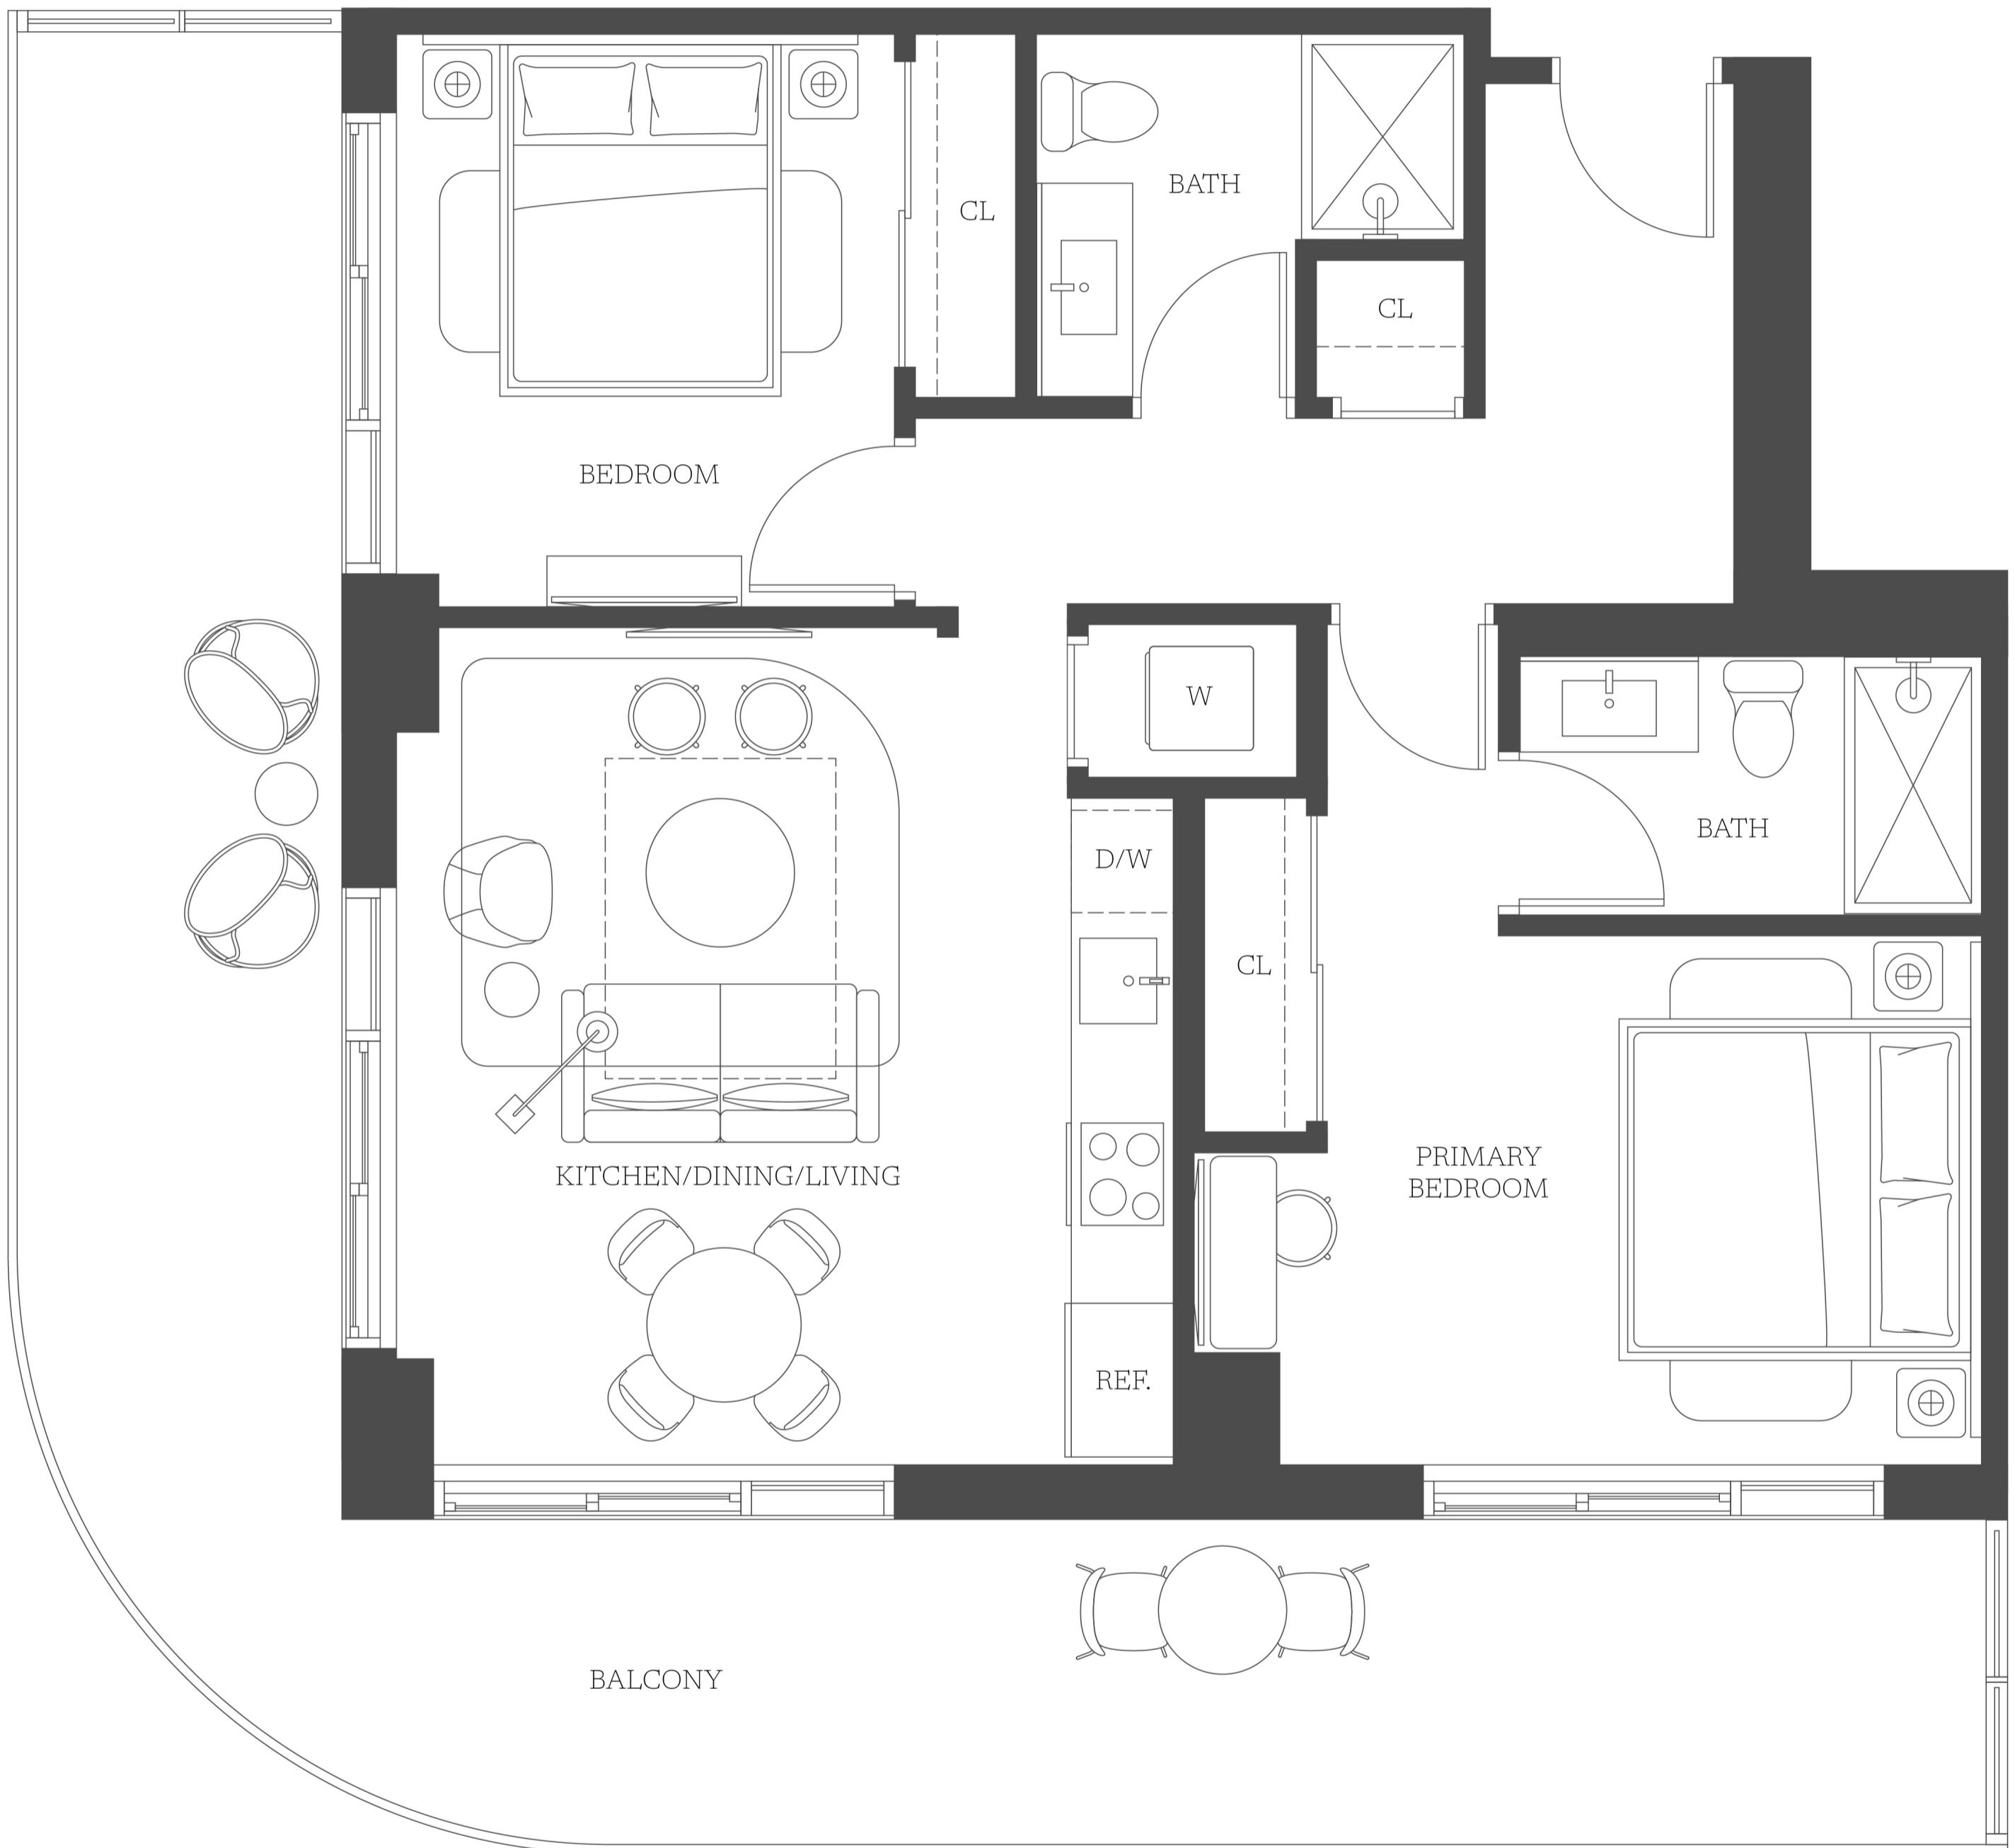 BATH
CL
CL
BEDROOM
W
BATH
D/W
CL
PRIMARY
BEDROOM
KITCHEN/DINING/LIVING
REF.
BALCONY